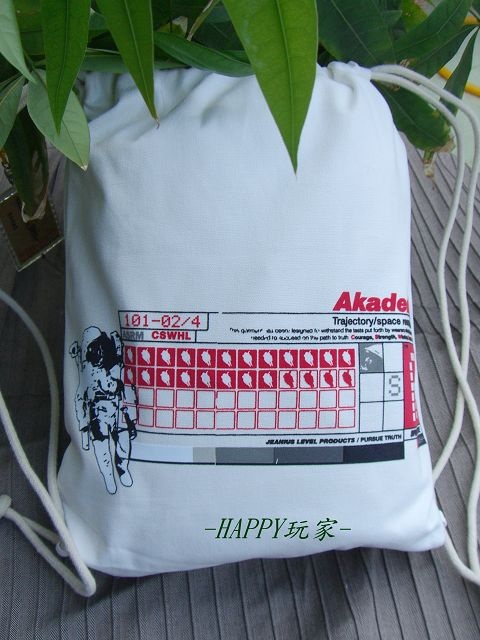 Akade
Trajectory/space
101-02/4
CSWHL
needed to succeed on the path to truth Courage, Strength,
S
JEANIUS LEVEL PRODUCTS / PURSUE TRUTH
-HAPPY玩家-